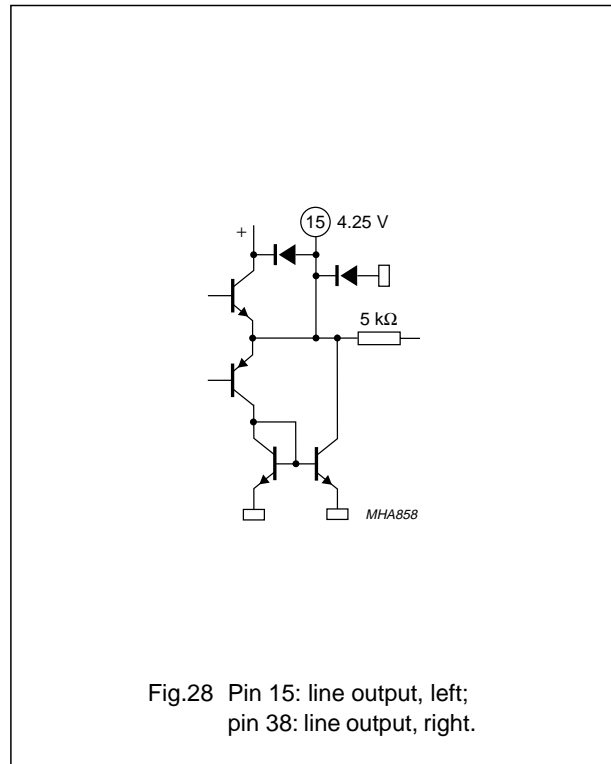 +
15 4.25 V
5 kΩ
MHA858
Fig.28 Pin 15: line output, left;
pin 38: line output, right.